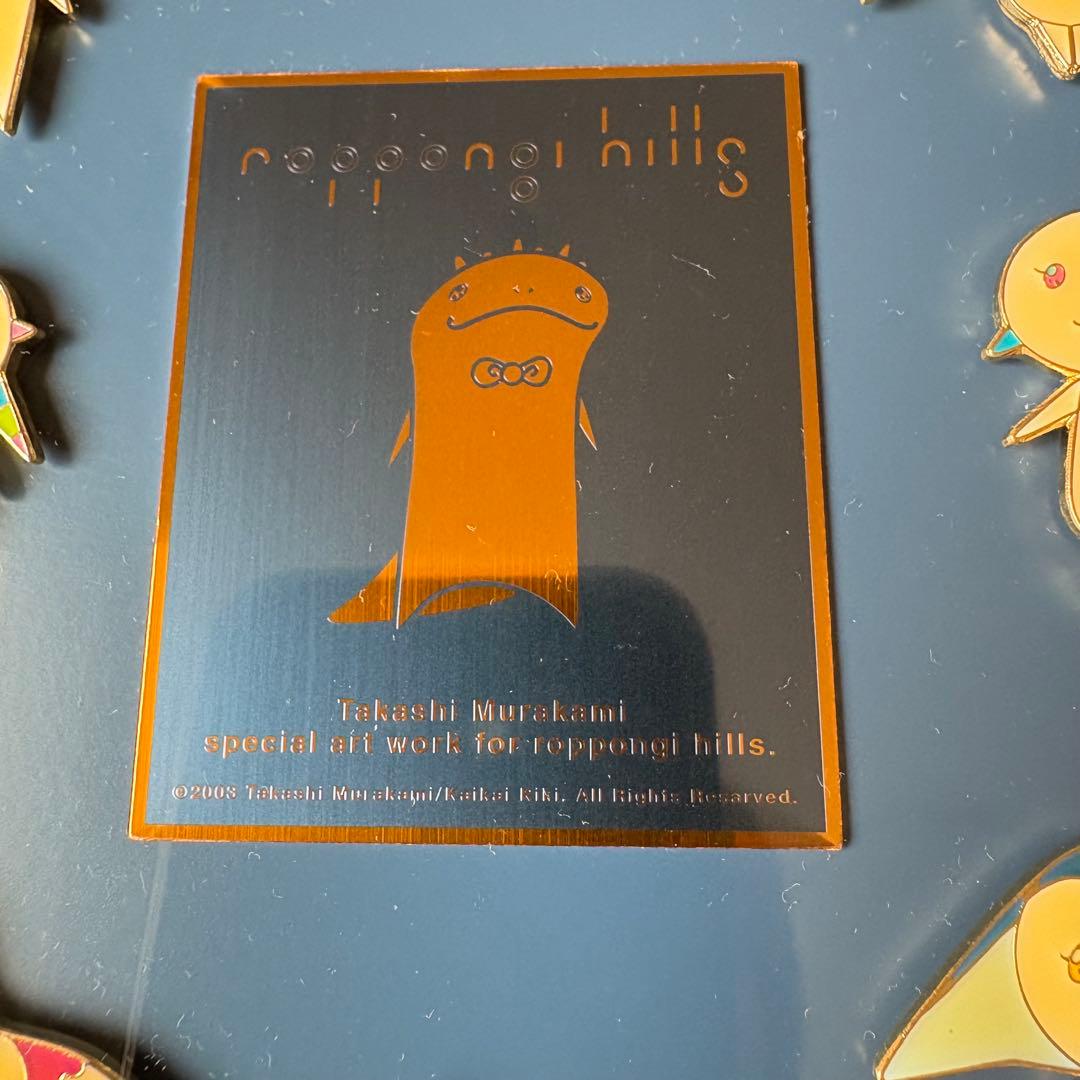 roppongi hills
Takashi Murakami
special art work for roppongi hills.
©2003 Takashi Murakami/Kaikai Kiki. All Rights Reserved.